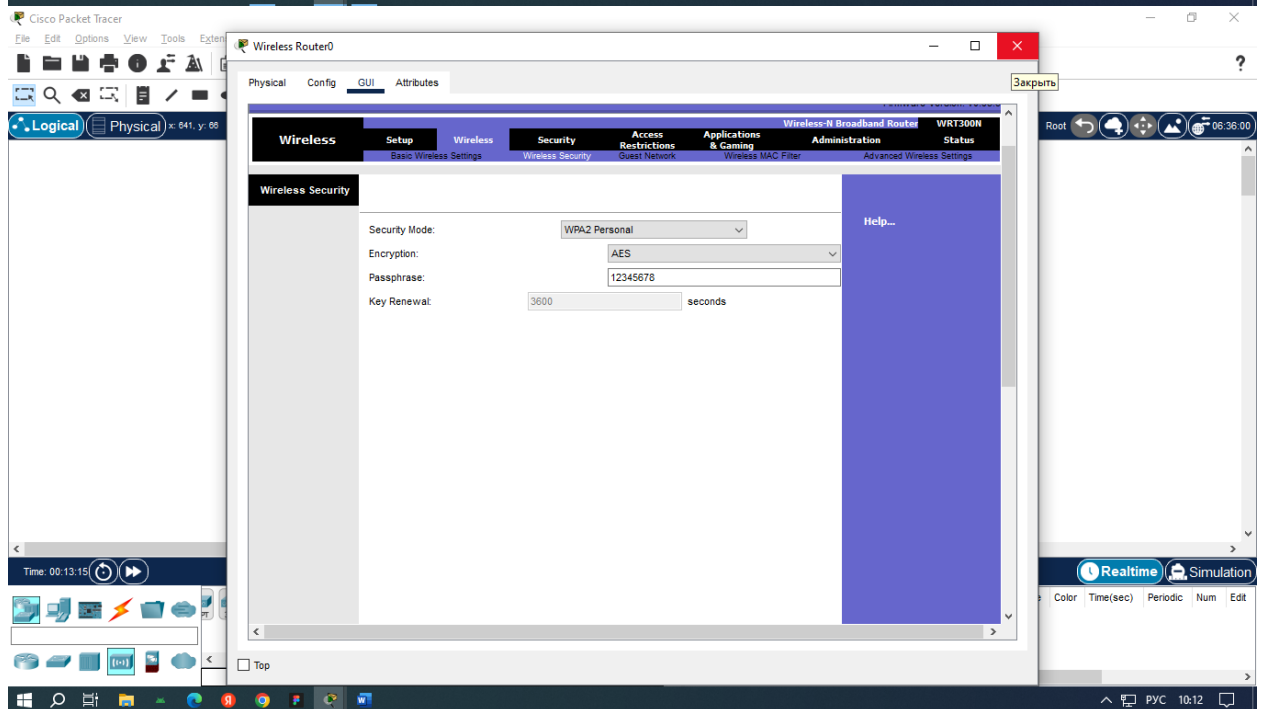 Cisco Packet Tracer
File Edit Options View Tools Exten
Wireless Router0
?
Physical Config GUI Attributes
Закрыть
Logical Physical x: 641, y: 66
Root 06:36:00
Wireless-N Broadband Router WRT300N
Wireless Setup Wireless Security Access Restrictions Applications & Gaming Administration Status
Basic Wireless Settings Wireless Security Guest Network Wireless MAC Filter Advanced Wireless Settings
Wireless Security
Help...
Security Mode: WPA2 Personal
Encryption: AES
Passphrase: 12345678
Key Renewal: 3600 seconds
Time: 00:13:15
Realtime Simulation
Color Time(sec) Periodic Num Edit
Top
РУС 10:12